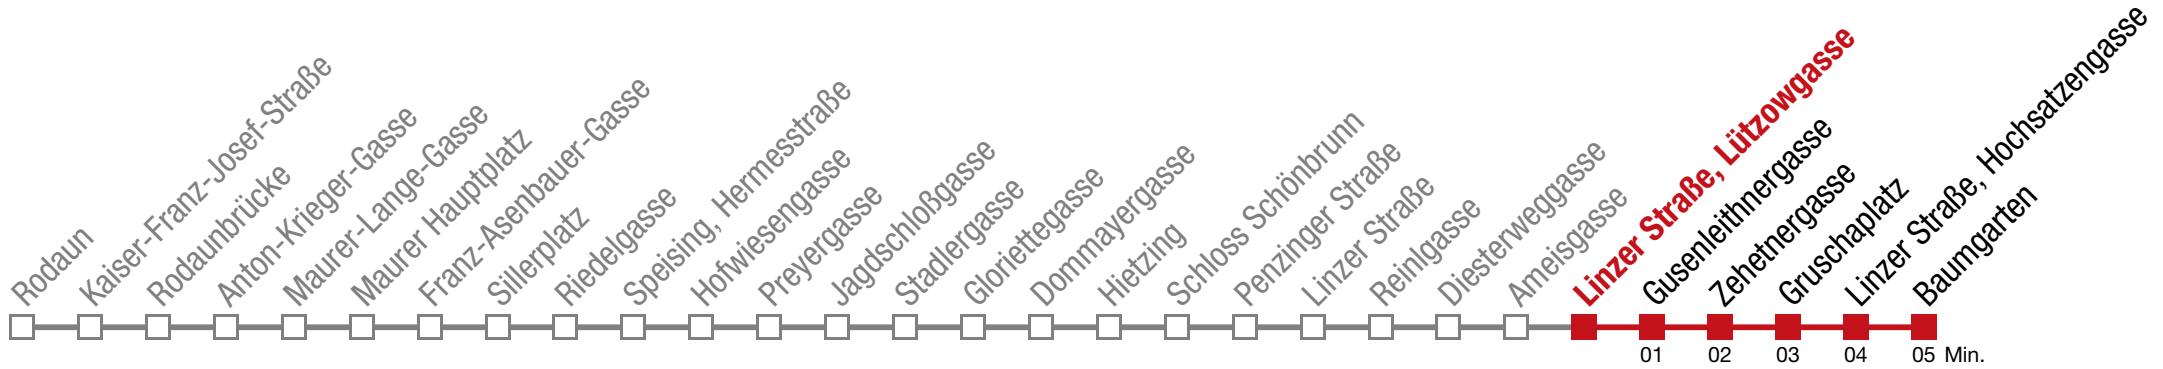 Rodaun
Kaiser-Franz-Josef-Straße
Rodaunbrücke
Anton-Krieger-Gasse
Maurer-Lange-Gasse
Maurer Hauptplatz
Franz-Asenbauer-Gasse
Sillerplatz
Riedelgasse
Speising, Hermesstraße
Hofwiesengasse
Preyergasse
Jagdschloßgasse
Stadlergasse
Gloriettegasse
Dommayergasse
Hietzing
Schloss Schönbrunn
Penzinger Straße
Linzer Straße
Reinlgasse
Diesterweggasse
Ameisgasse
Linzer Straße, Lützowgasse
Gusenleithnergasse
Zehetnergasse
Gruschaplatz
Linzer Straße, Hochsatzengasse
Baumgarten
01 02 03 04 05 Min.